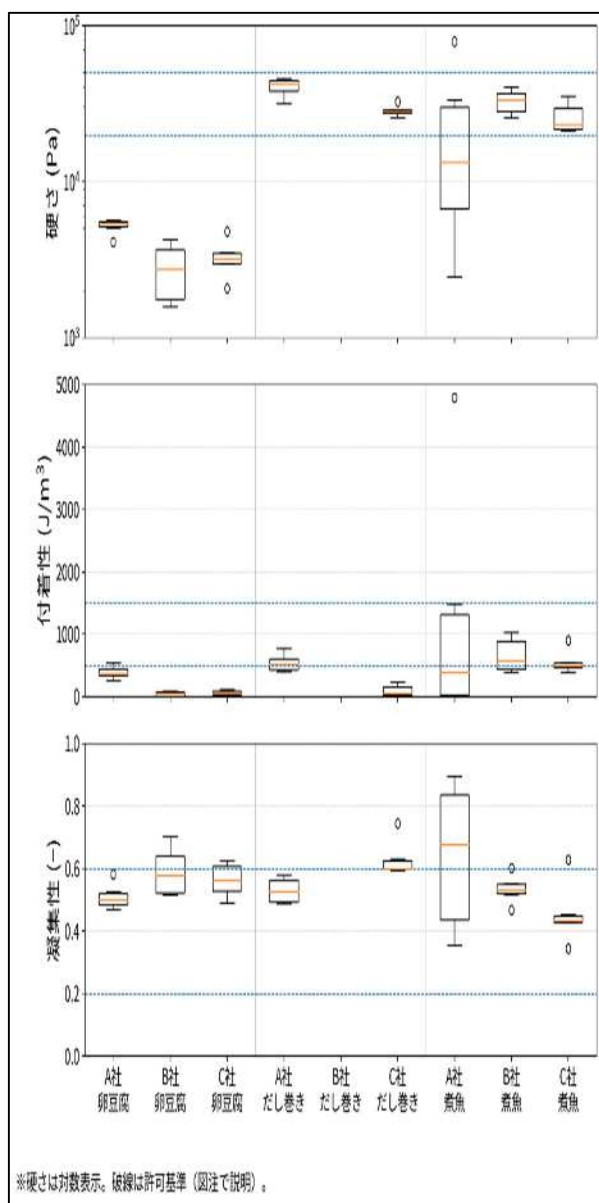 10⁵
硬さ (Pa)
10⁴
10³
5000
4000
付着性 (J/m³)
3000
2000
1000
0
1.0
0.8
凝集性 (−)
0.6
0.4
0.2
0.0
A社 B社 C社 A社 B社 C社 A社 B社 C社
卵豆腐 卵豆腐 卵豆腐 だし巻き だし巻き だし巻き 煮魚 煮魚 煮魚
※硬さは対数表示。破線は許可基準（図注で説明）。